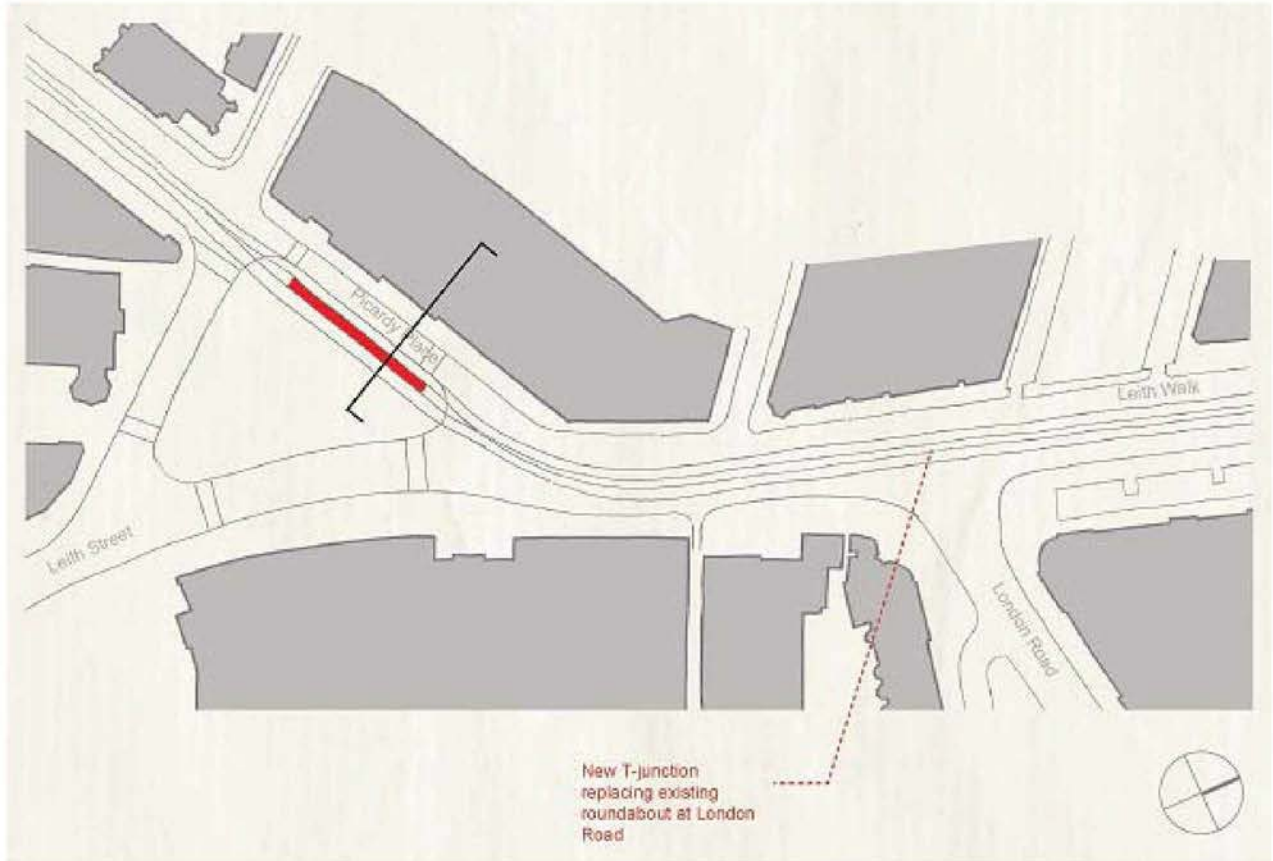 Picardy Place
Leith Walk
Leith Street
London Road
New T-junction
replacing existing
roundabout at London
Road